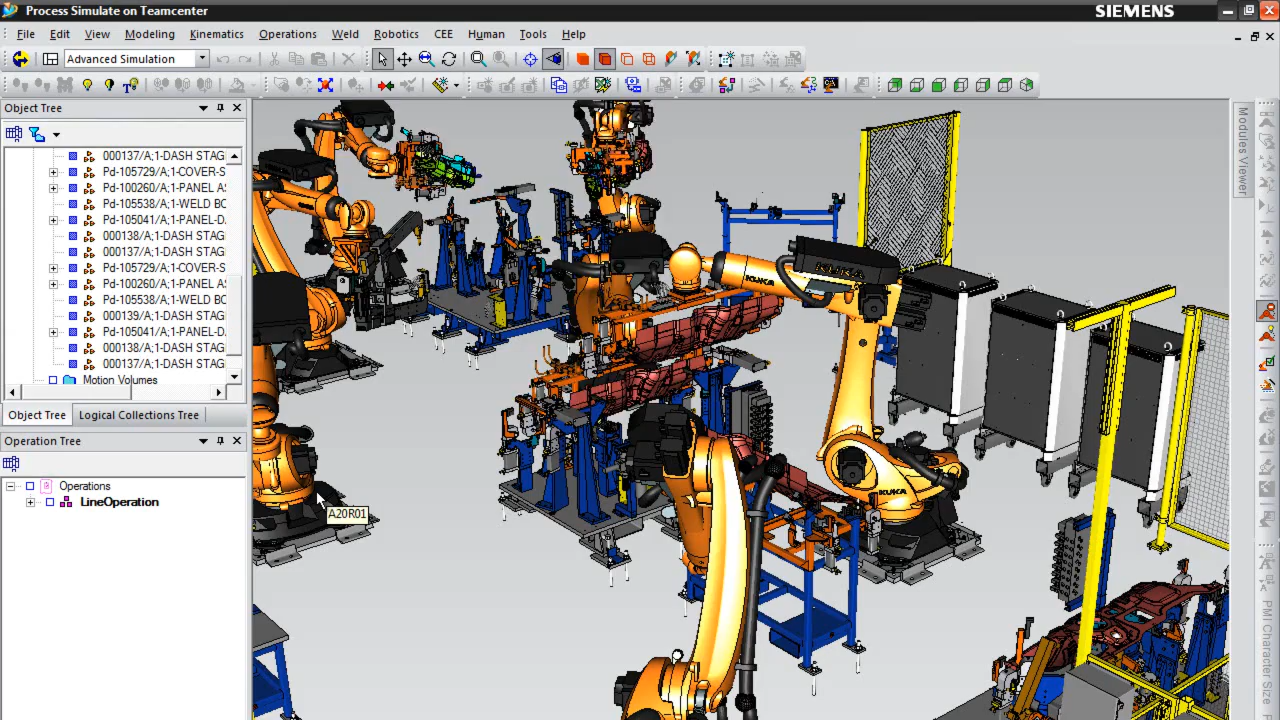 Process Simulate on Teamcenter
SIEMENS
File Edit View Modeling Kinematics Operations Weld Robotics CEE Human Tools Help
Advanced Simulation
Object Tree
000137/A;1-DASH STAG
Pd-105729/A;1-COVER-S
Pd-100260/A;1-PANEL A
Pd-105538/A;1-WELD BO
Pd-105041/A;1-PANEL-D
000138/A;1-DASH STAG
000137/A;1-DASH STAG
Pd-105729/A;1-COVER-S
Pd-100260/A;1-PANEL A
Pd-105538/A;1-WELD BO
000139/A;1-DASH STAG
Pd-105041/A;1-PANEL-D
000138/A;1-DASH STAG
000137/A;1-DASH STAG
Motion Volumes
Object Tree Logical Collections Tree
Operation Tree
Operations
LineOperation
A20R01
KUKA
KUKA
KUKA
Modules Viewer
PMI Character Size